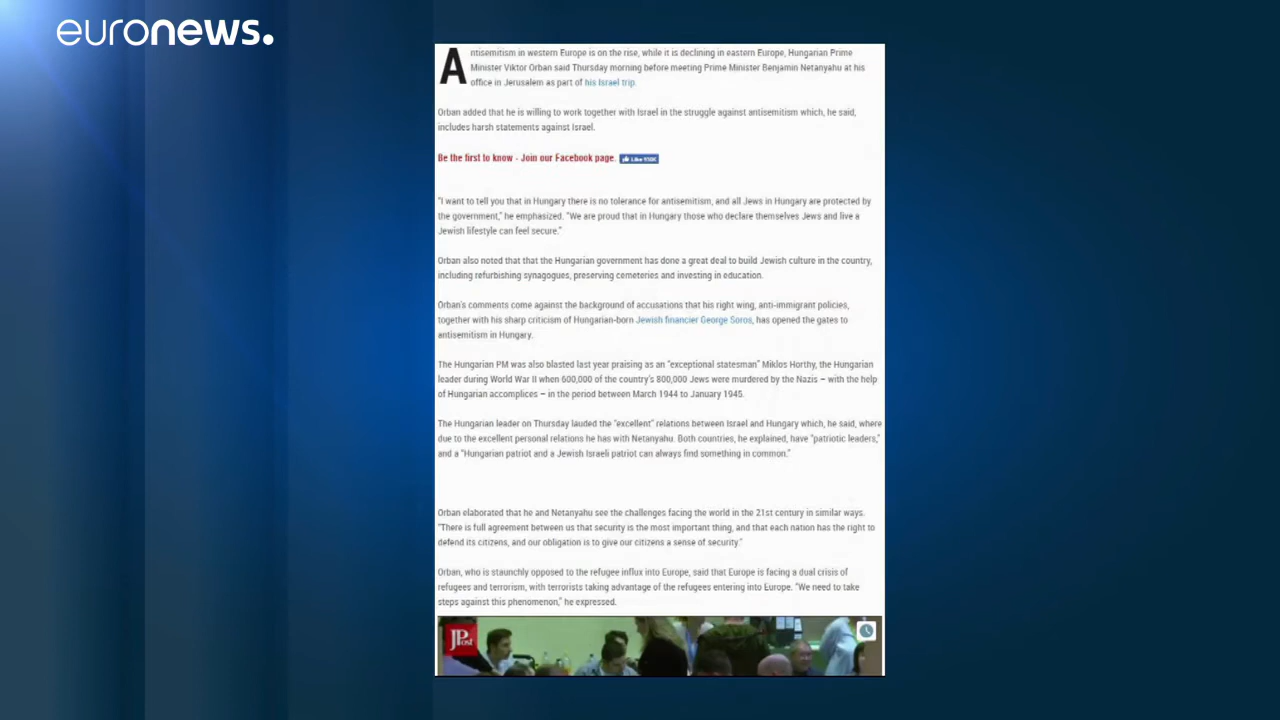 euronews.
Antisemitism in western Europe is on the rise, while it is declining in eastern Europe, Hungarian Prime
Minister Viktor Orban said Thursday morning before meeting Prime Minister Benjamin Netanyahu at his
office in Jerusalem as part of his Israel trip.
Orban added that he is willing to work together with Israel in the struggle against antisemitism which, he said,
includes harsh statements against Israel.
Be the first to know - Join our Facebook page. Like
"I want to tell you that in Hungary there is no tolerance for antisemitism, and all Jews in Hungary are protected by
the government," he emphasized. "We are proud that in Hungary those who declare themselves Jews and live a
Jewish lifestyle can feel secure."
Orban also noted that that the Hungarian government has done a great deal to build Jewish culture in the country,
including refurbishing synagogues, preserving cemeteries and investing in education.
Orban's comments come against the background of accusations that his right wing, anti-immigrant policies,
together with his sharp criticism of Hungarian-born Jewish financier George Soros, has opened the gates to
antisemitism in Hungary.
The Hungarian PM was also blasted last year praising as an "exceptional statesman" Miklos Horthy, the Hungarian
leader during World War II when 600,000 of the country's 800,000 Jews were murdered by the Nazis – with the help
of Hungarian accomplices – in the period between March 1944 to January 1945.
The Hungarian leader on Thursday lauded the "excellent" relations between Israel and Hungary which, he said, where
due to the excellent personal relations he has with Netanyahu. Both countries, he explained, have "patriotic leaders,"
and a "Hungarian patriot and a Jewish Israeli patriot can always find something in common."
Orban elaborated that he and Netanyahu see the challenges facing the world in the 21st century in similar ways.
"There is full agreement between us that security is the most important thing, and that each nation has the right to
defend its citizens, and our obligation is to give our citizens a sense of security."
Orban, who is staunchly opposed to the refugee influx into Europe, said that Europe is facing a dual crisis of
refugees and terrorism, with terrorists taking advantage of the refugees entering into Europe. "We need to take
steps against this phenomenon," he expressed.
JPost